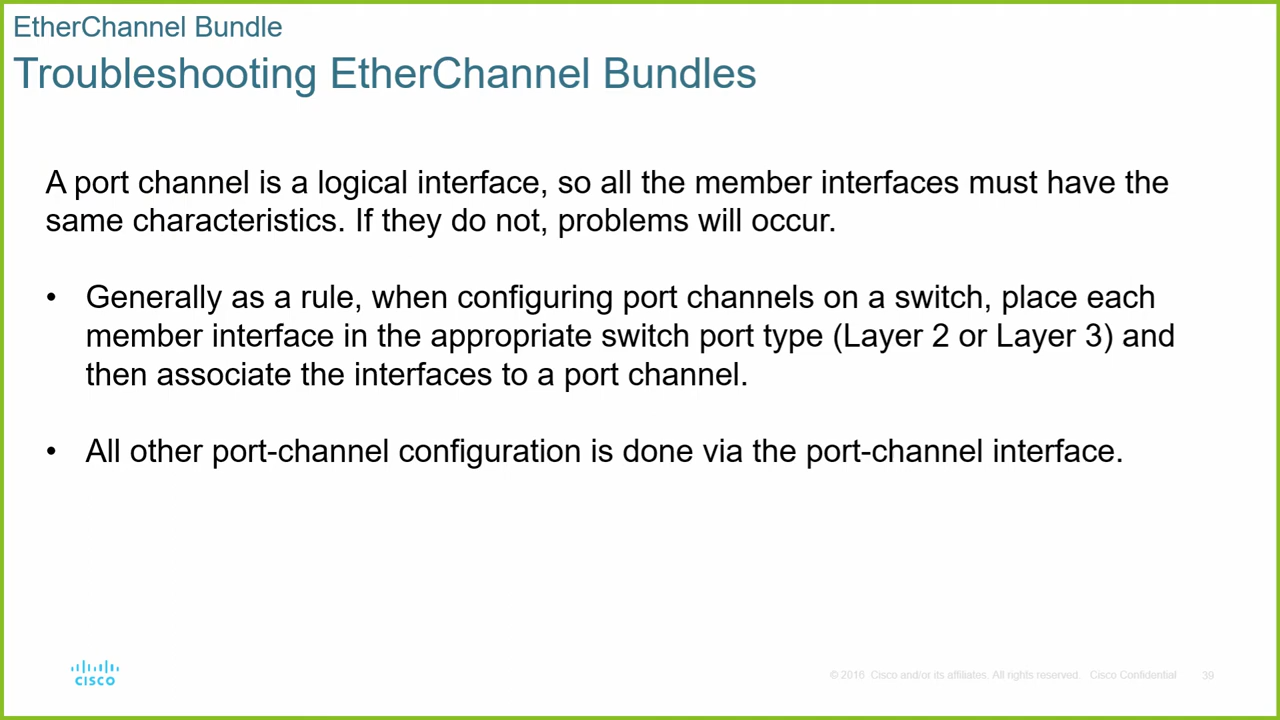 EtherChannel Bundle
Troubleshooting EtherChannel Bundles
A port channel is a logical interface, so all the member interfaces must have the
same characteristics. If they do not, problems will occur.
• Generally as a rule, when configuring port channels on a switch, place each
member interface in the appropriate switch port type (Layer 2 or Layer 3) and
then associate the interfaces to a port channel.
• All other port-channel configuration is done via the port-channel interface.
CISCO
© 2016 Cisco and/or its affiliates. All rights reserved. Cisco Confidential 39